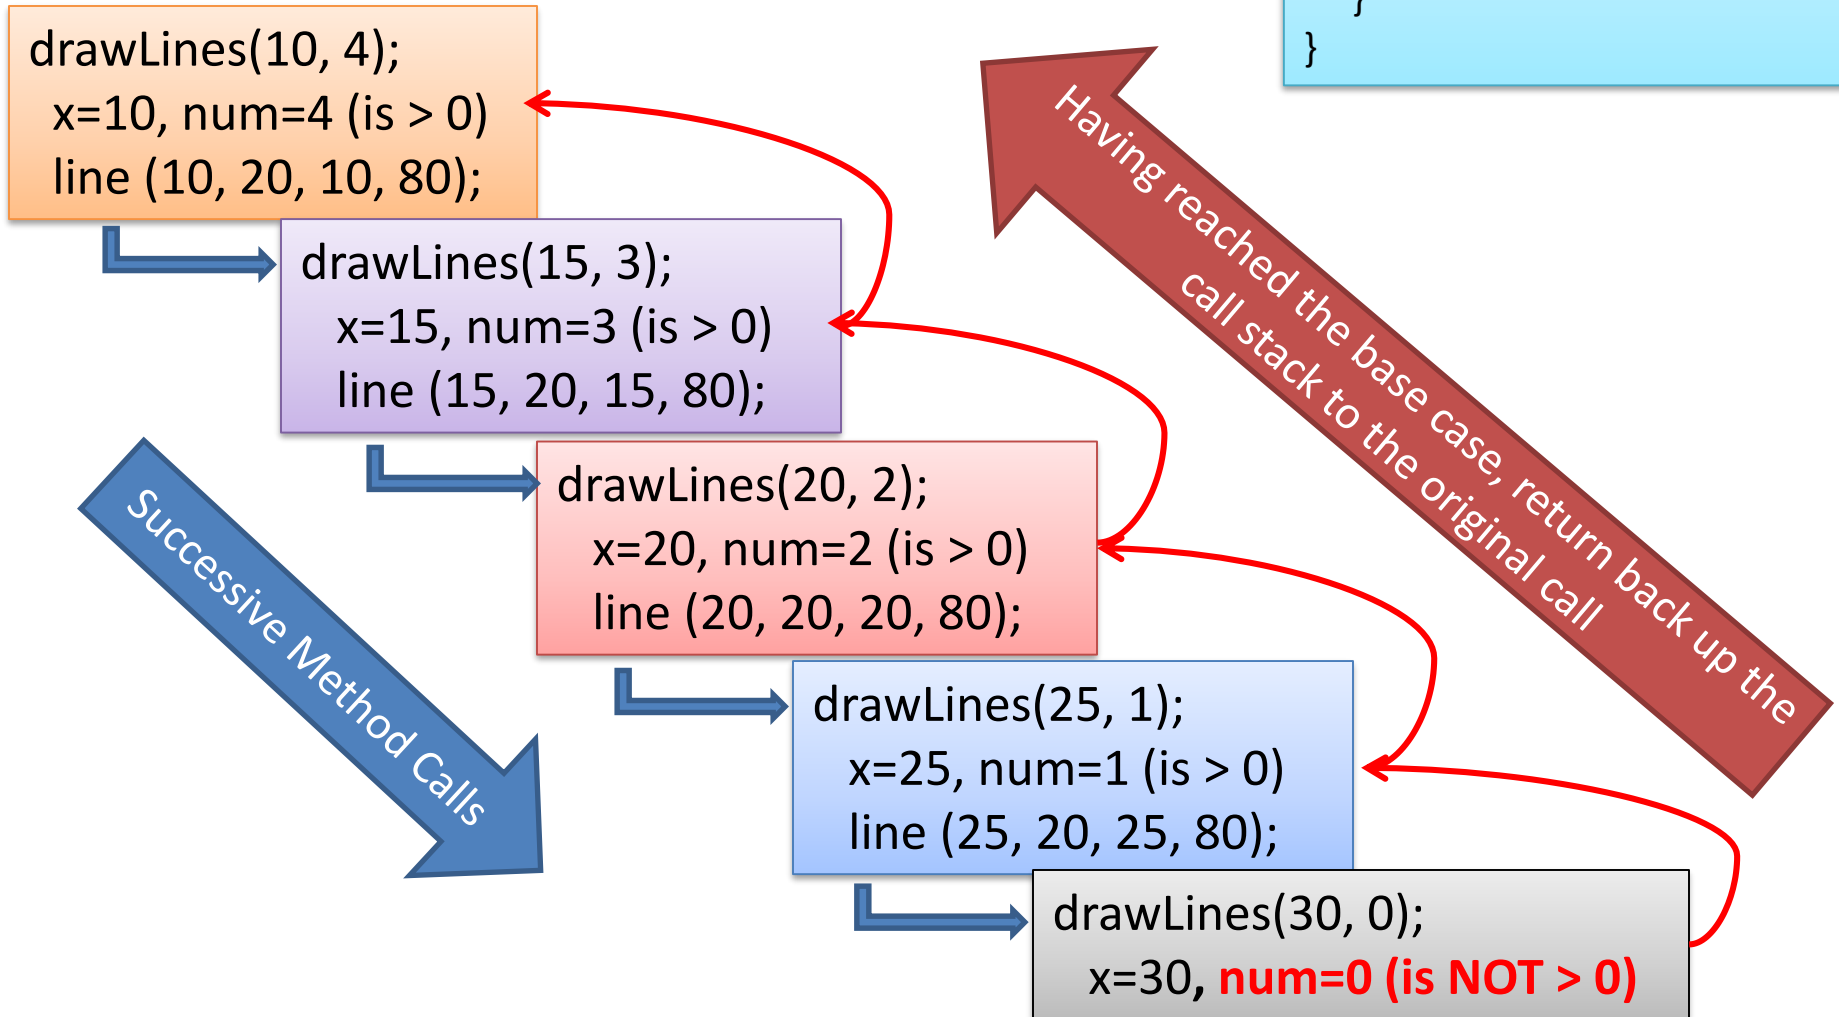 }
}
drawLines(10, 4);
x=10, num=4 (is > 0)
line (10, 20, 10, 80);
drawLines(15, 3);
x=15, num=3 (is > 0)
line (15, 20, 15, 80);
drawLines(20, 2);
x=20, num=2 (is > 0)
line (20, 20, 20, 80);
drawLines(25, 1);
x=25, num=1 (is > 0)
line (25, 20, 25, 80);
drawLines(30, 0);
x=30, num=0 (is NOT > 0)
Successive Method Calls
Having reached the base case, return back up the
call stack to the original call